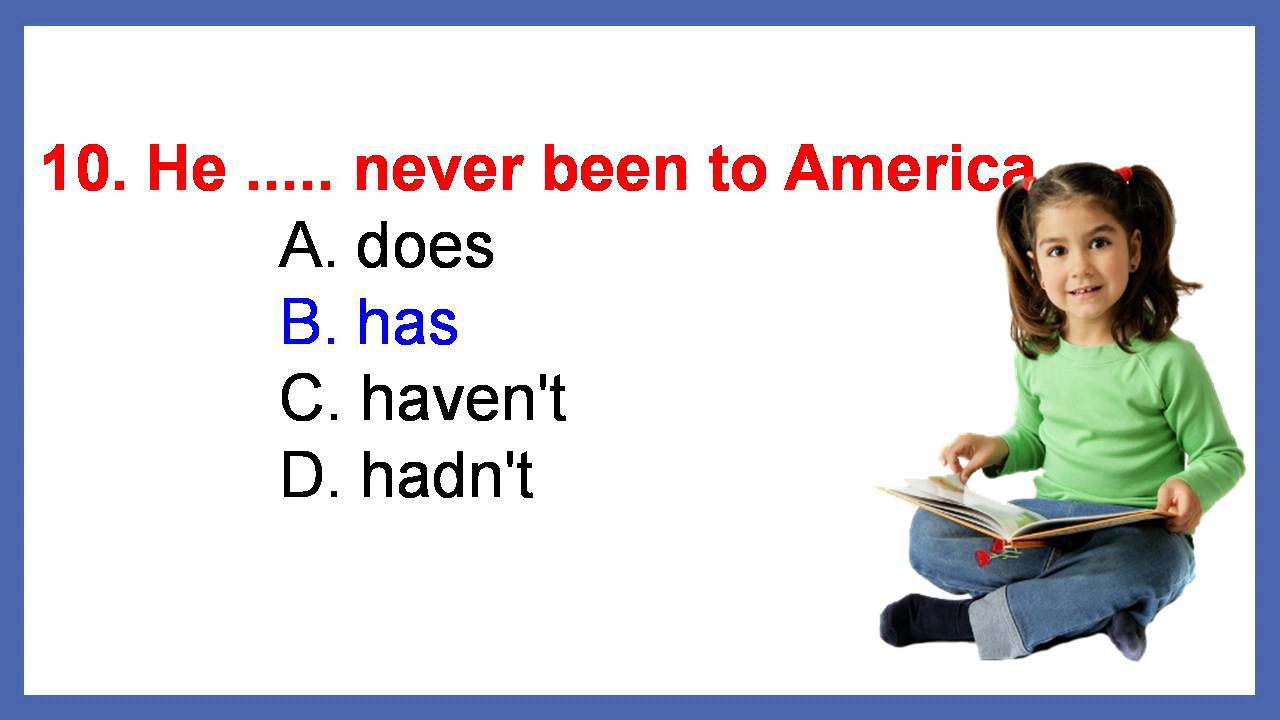 10. He ..... never been to America
A. does
B. has
C. haven't
D. hadn't